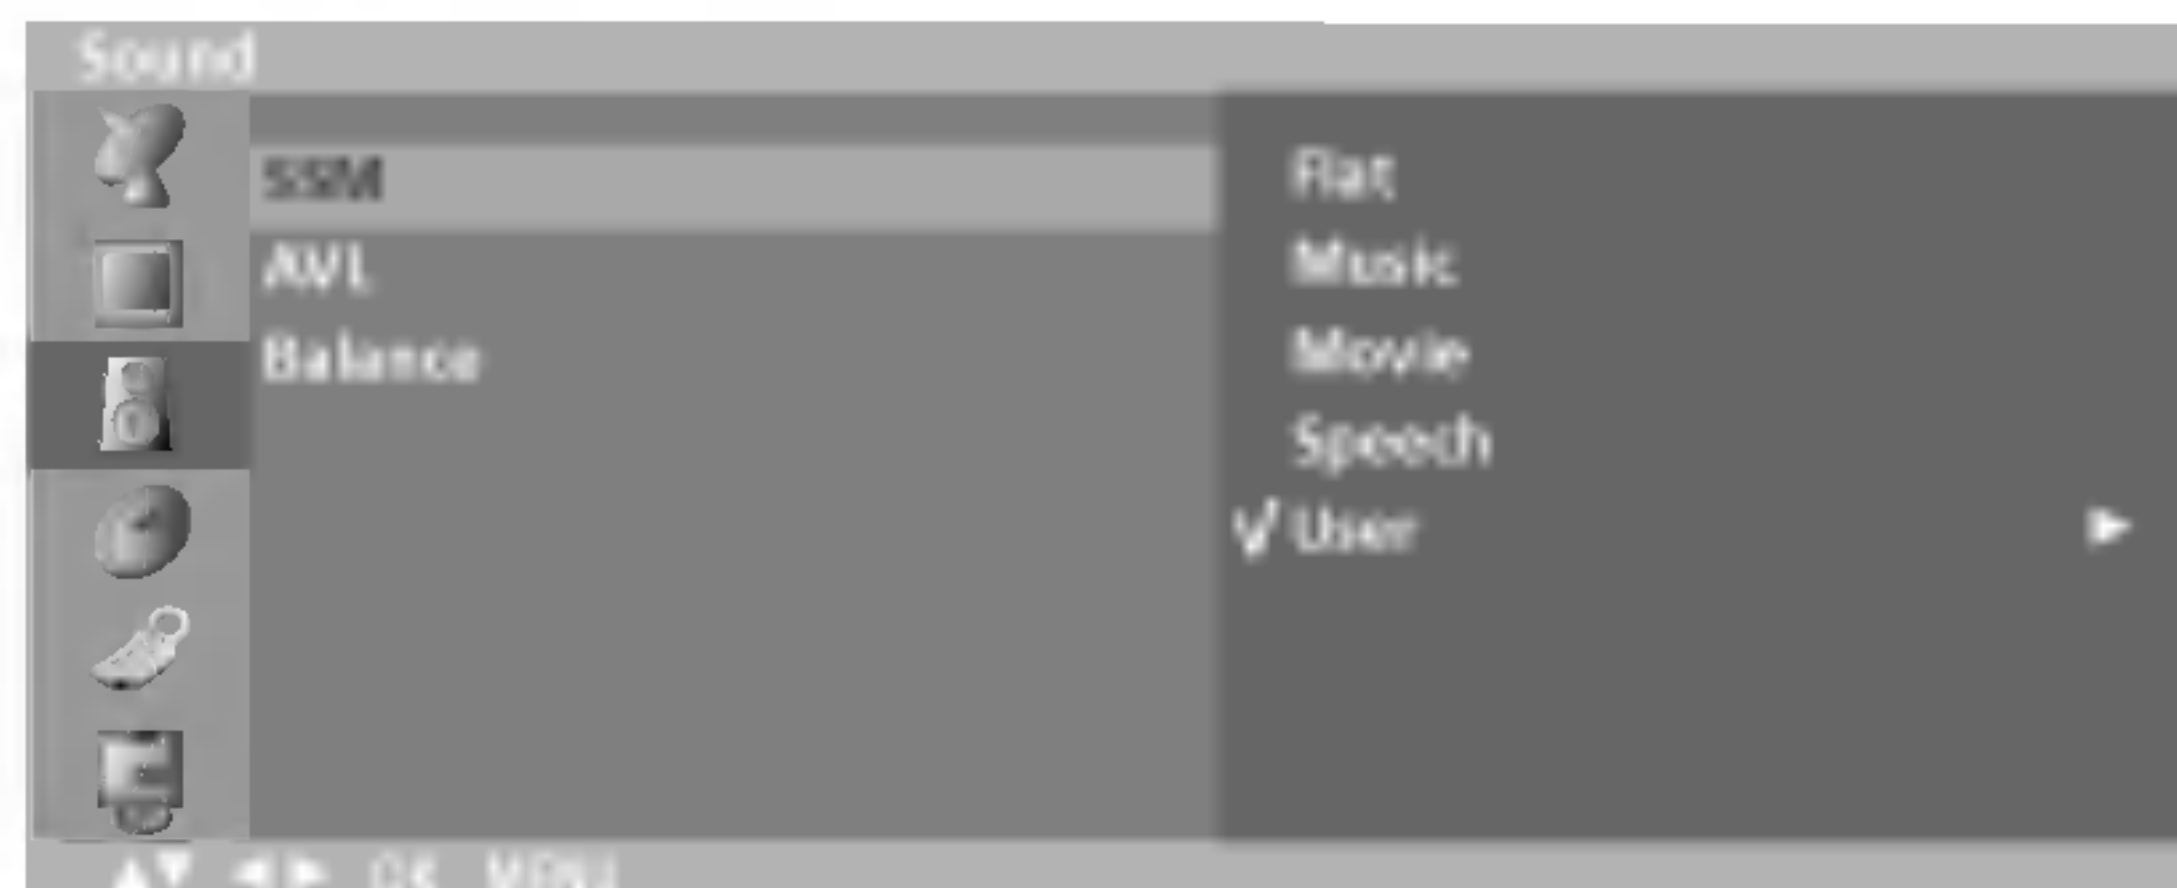 Sound
SSM
AVL
Balance
Flat
Music
Movie
Speech
√ User ►
▲▼ ◄► OK MENU